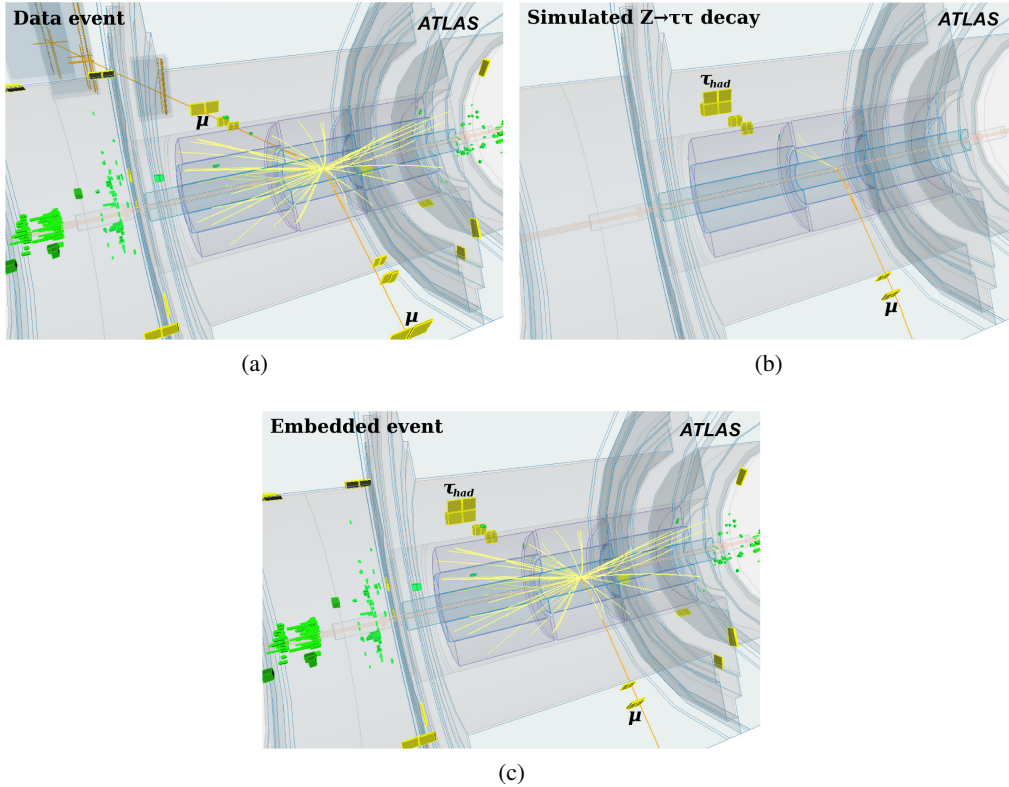 Data event
ATLAS
μ
μ
(a)
Simulated Z→ττ decay
ATLAS
τhad
μ
(b)
Embedded event
ATLAS
τhad
μ
(c)